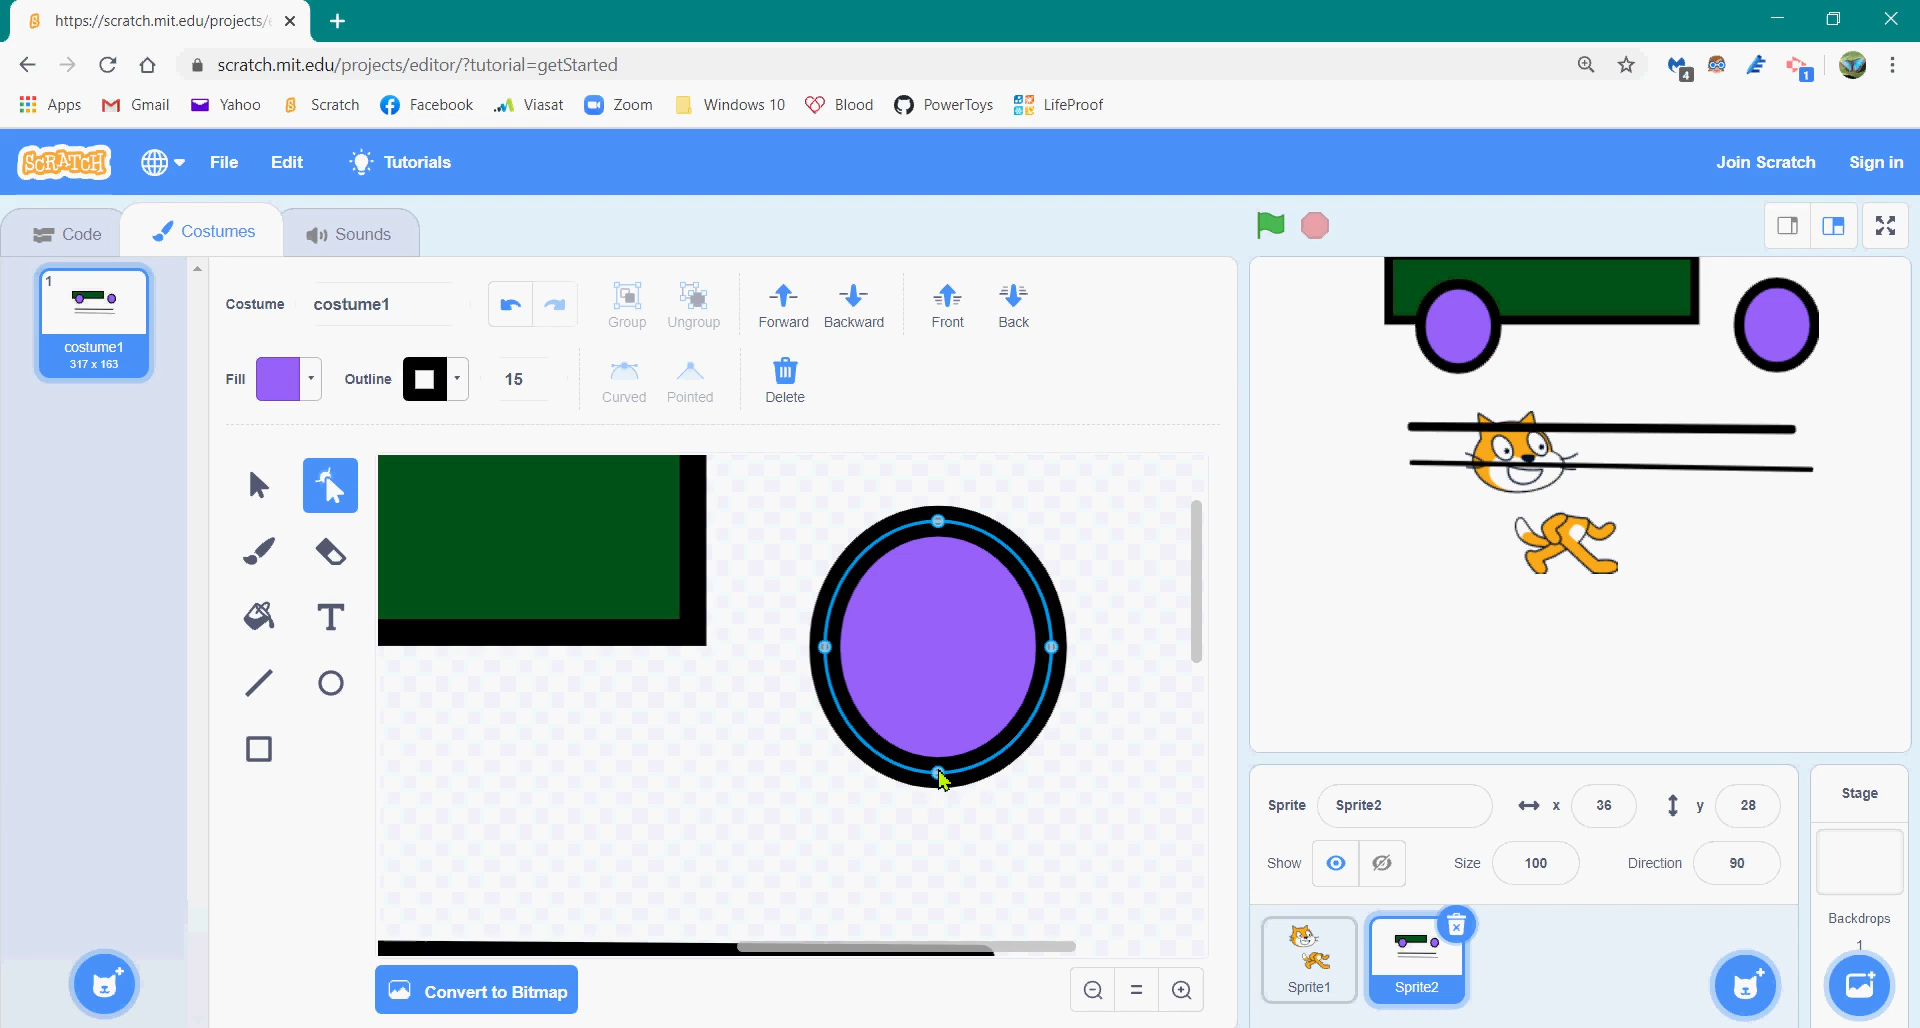 https://scratch.mit.edu/projects/
scratch.mit.edu/projects/editor/?tutorial=getStarted
4
1
Apps Gmail Yahoo Scratch Facebook Viasat Zoom Windows 10 Blood PowerToys LifeProof
SCRATCH File Edit Tutorials Join Scratch Sign in
Code Costumes Sounds
1
costume1
317 x 163
Costume costume1 Group Ungroup Forward Backward Front Back
Fill Outline 15 Curved Pointed Delete
T
Convert to Bitmap
=
Sprite Sprite2 x 36 y 28
Show Size 100 Direction 90
Sprite1
Sprite2
Stage
Backdrops
1